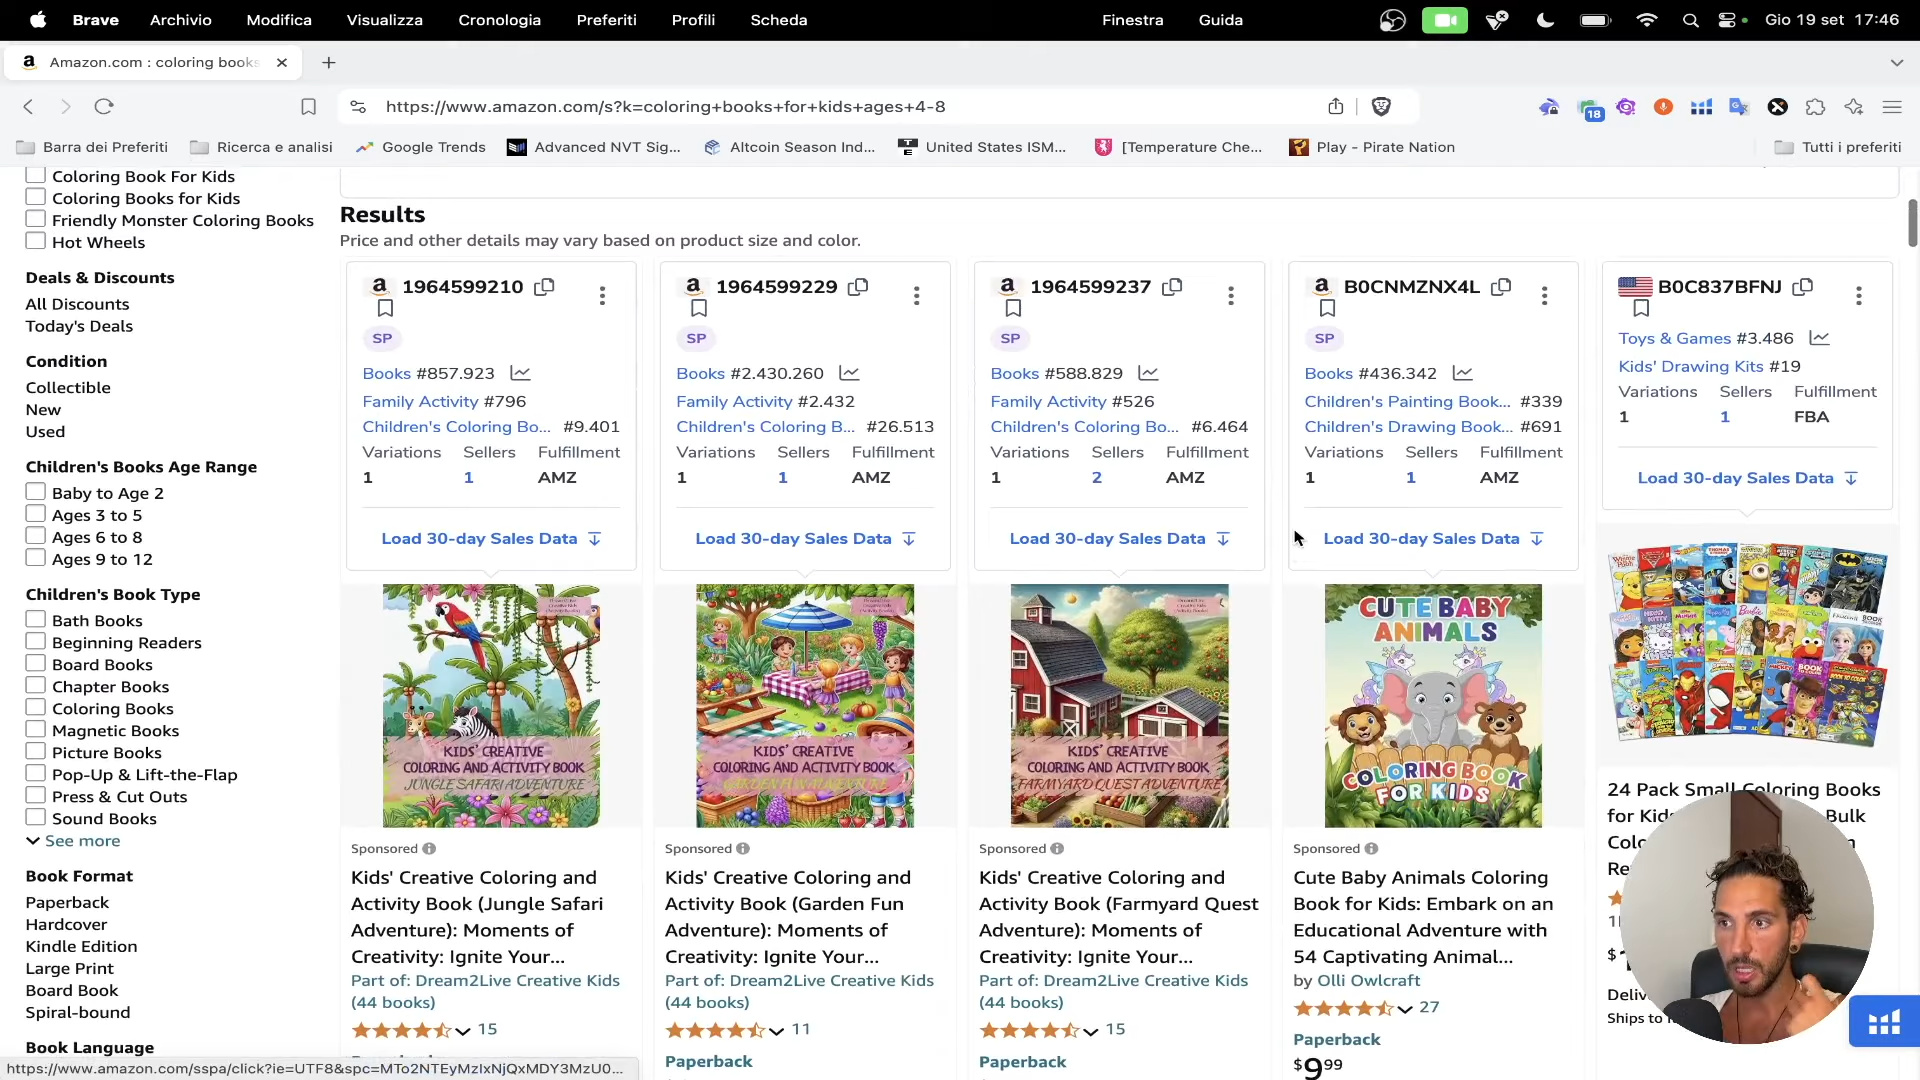 Brave Archivio Modifica Visualizza Cronologia Preferiti Profili Scheda Finestra Guida Gio 19 set 17:46
Amazon.com : coloring books
https://www.amazon.com/s?k=coloring+books+for+kids+ages+4-8
18
Barra dei Preferiti Ricerca e analisi Google Trends Advanced NVT Sig... Altcoin Season Ind... United States ISM... [Temperature Che... Play - Pirate Nation Tutti i preferiti
Coloring Book For Kids
Coloring Books for Kids
Friendly Monster Coloring Books
Hot Wheels
Deals & Discounts
All Discounts
Today's Deals
Condition
Collectible
New
Used
Children's Books Age Range
Baby to Age 2
Ages 3 to 5
Ages 6 to 8
Ages 9 to 12
Children's Book Type
Bath Books
Beginning Readers
Board Books
Chapter Books
Coloring Books
Magnetic Books
Picture Books
Pop-Up & Lift-the-Flap
Press & Cut Outs
Sound Books
See more
Book Format
Paperback
Hardcover
Kindle Edition
Large Print
Board Book
Spiral-bound
Book Language
Results
Price and other details may vary based on product size and color.
1964599210
SP
Books #857.923
Family Activity #796
Children's Coloring Bo... #9.401
Variations Sellers Fulfillment
1 1 AMZ
Load 30-day Sales Data
KIDS' CREATIVE
COLORING AND ACTIVITY BOOK
JUNGLE SAFARI ADVENTURE
Sponsored
Kids' Creative Coloring and
Activity Book (Jungle Safari
Adventure): Moments of
Creativity: Ignite Your...
Part of: Dream2Live Creative Kids
(44 books)
15
1964599229
SP
Books #2.430.260
Family Activity #2.432
Children's Coloring B... #26.513
Variations Sellers Fulfillment
1 1 AMZ
Load 30-day Sales Data
KIDS' CREATIVE
COLORING AND ACTIVITY BOOK
GARDEN FUN ADVENTURE
Sponsored
Kids' Creative Coloring and
Activity Book (Garden Fun
Adventure): Moments of
Creativity: Ignite Your...
Part of: Dream2Live Creative Kids
(44 books)
11
Paperback
1964599237
SP
Books #588.829
Family Activity #526
Children's Coloring Bo... #6.464
Variations Sellers Fulfillment
1 2 AMZ
Load 30-day Sales Data
KIDS' CREATIVE
COLORING AND ACTIVITY BOOK
FARMYARD QUEST ADVENTURE
Sponsored
Kids' Creative Coloring and
Activity Book (Farmyard Quest
Adventure): Moments of
Creativity: Ignite Your...
Part of: Dream2Live Creative Kids
(44 books)
15
Paperback
B0CNMZNX4L
SP
Books #436.342
Children's Painting Book... #339
Children's Drawing Book... #691
Variations Sellers Fulfillment
1 1 AMZ
Load 30-day Sales Data
CUTE BABY
ANIMALS
COLORING BOOK
FOR KIDS
Sponsored
Cute Baby Animals Coloring
Book for Kids: Embark on an
Educational Adventure with
54 Captivating Animal...
by Olli Owlcraft
27
Paperback
$9.99
B0C837BFNJ
Toys & Games #3.486
Kids' Drawing Kits #19
Variations Sellers Fulfillment
1 1 FBA
Load 30-day Sales Data
24 Pack Small Coloring Books
for Bulk
https://www.amazon.com/sspa/click?ie=UTF8&spc=MTo2NTEyMzIxNjQxMDY3MzU0...